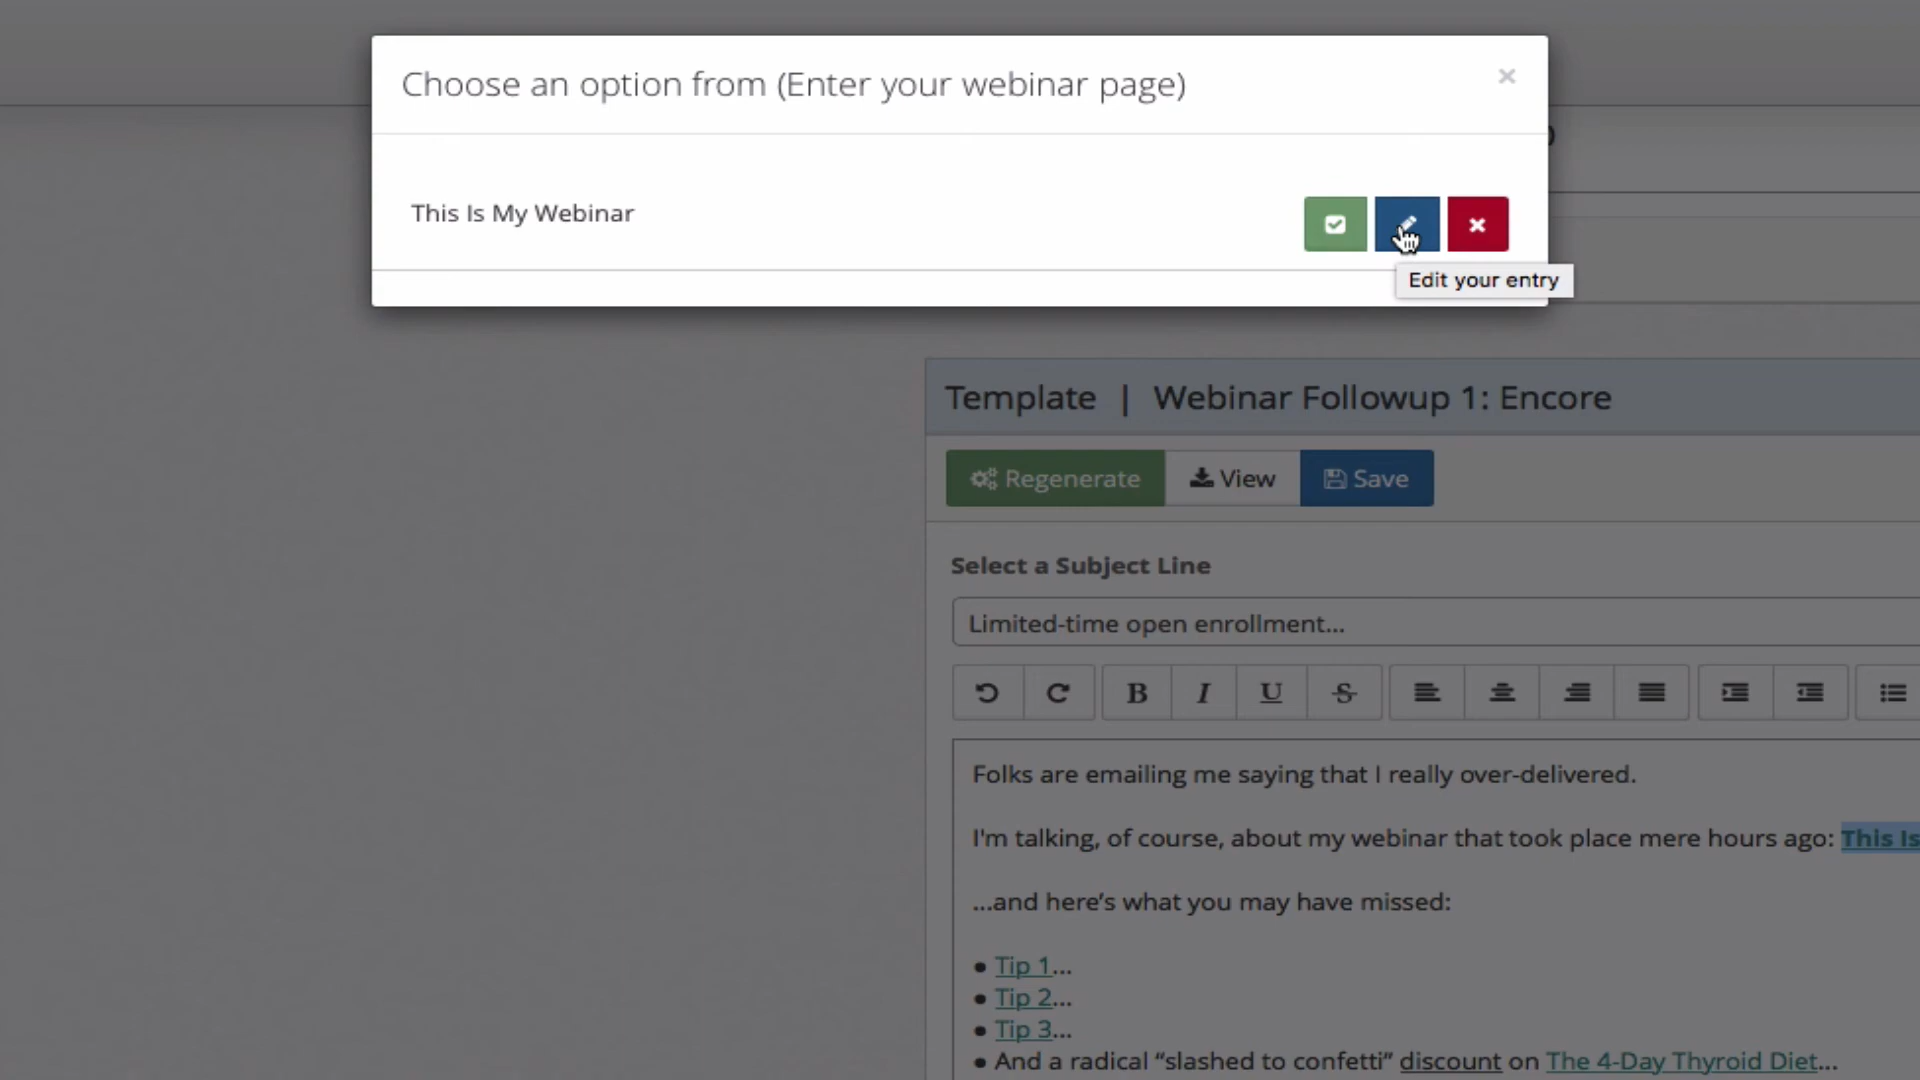 Choose an option from (Enter your webinar page)
×
This Is My Webinar
Edit your entry
Template | Webinar Followup 1: Encore
Regenerate View Save
Select a Subject Line
Limited-time open enrollment...
B I U S
Folks are emailing me saying that I really over-delivered.
I'm talking, of course, about my webinar that took place mere hours ago: This Is
...and here’s what you may have missed:
● Tip 1...
● Tip 2...
● Tip 3...
● And a radical “slashed to confetti” discount on The 4-Day Thyroid Diet...